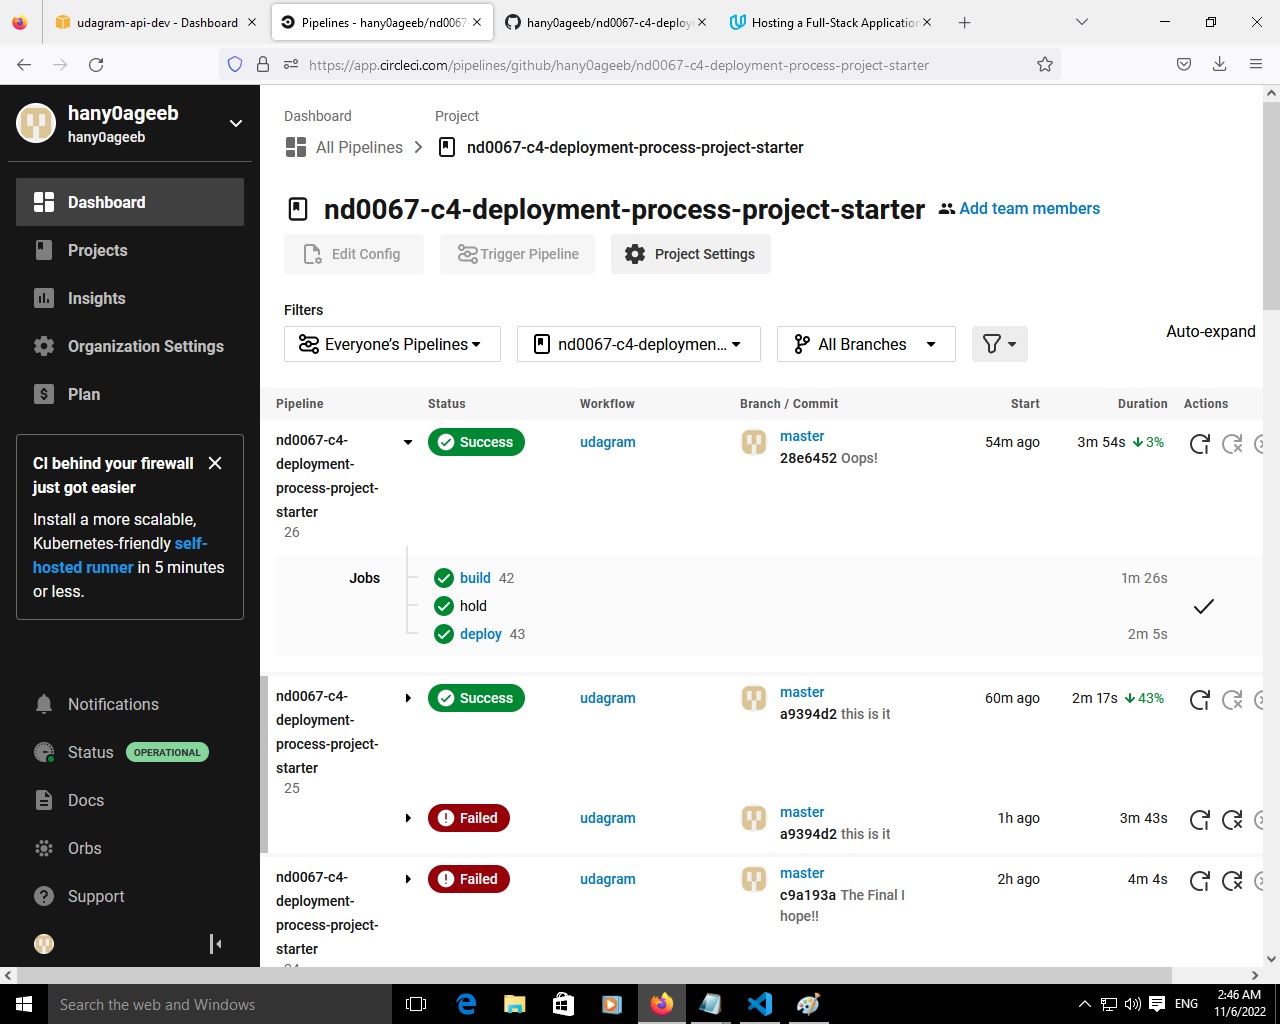 udagram-api-dev - Dashboard
Pipelines - hany0ageeb/nd0067-
hany0ageeb/nd0067-c4-deploym
Hosting a Full-Stack Application
https://app.circleci.com/pipelines/github/hany0ageeb/nd0067-c4-deployment-process-project-starter
hany0ageeb
hany0ageeb
Dashboard
Projects
Insights
Organization Settings
Plan
CI behind your firewall
just got easier
Install a more scalable,
Kubernetes-friendly self-
hosted runner in 5 minutes
or less.
Notifications
Status OPERATIONAL
Docs
Orbs
Support
Dashboard Project
All Pipelines nd0067-c4-deployment-process-project-starter
nd0067-c4-deployment-process-project-starter Add team members
Edit Config Trigger Pipeline Project Settings
Filters
Everyone's Pipelines nd0067-c4-deploymen... All Branches
Auto-expand
Pipeline Status Workflow Branch / Commit Start Duration Actions
nd0067-c4-
deployment-
process-project-
starter
26
Success udagram master 54m ago 3m 54s 3%
28e6452 Oops!
Jobs
build 42 1m 26s
hold
deploy 43 2m 5s
nd0067-c4-
deployment-
process-project-
starter
25
Success udagram master 60m ago 2m 17s 43%
a9394d2 this is it
Failed udagram master 1h ago 3m 43s
a9394d2 this is it
nd0067-c4-
deployment-
process-project-
starter
Failed udagram master 2h ago 4m 4s
c9a193a The Final I
hope!!
Search the web and Windows
ENG
2:46 AM
11/6/2022